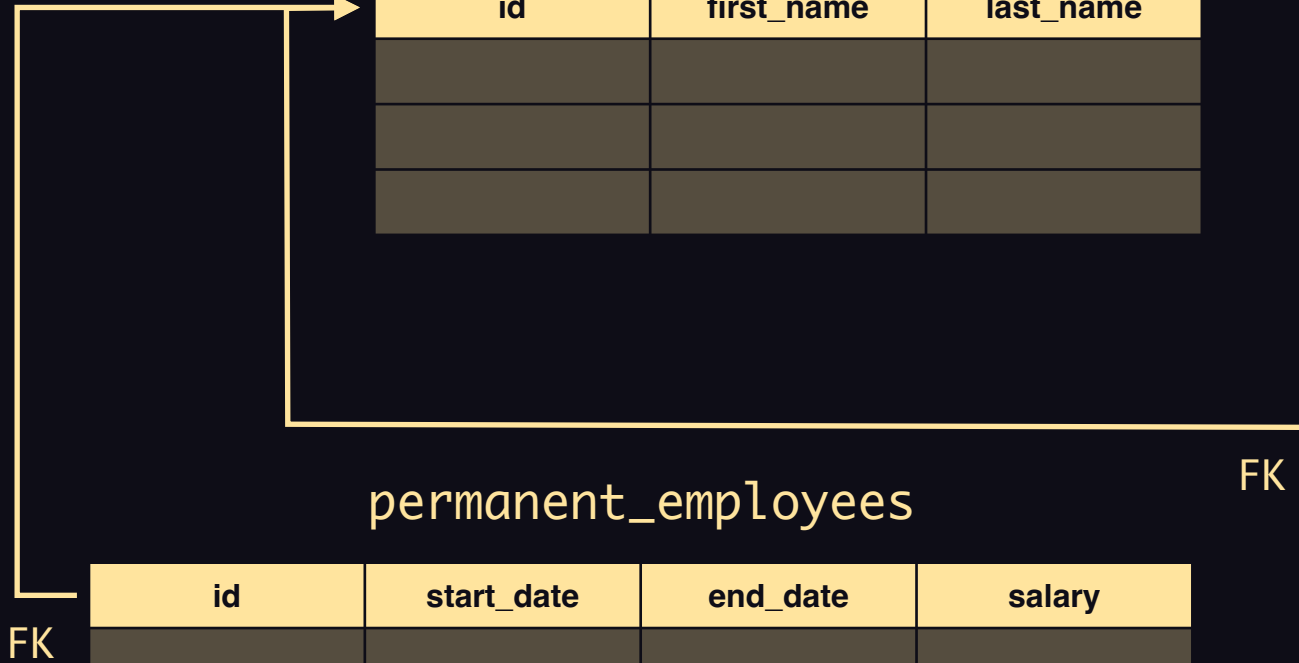 id first_name last_name
FK
permanent_employees
id start_date end_date salary
FK